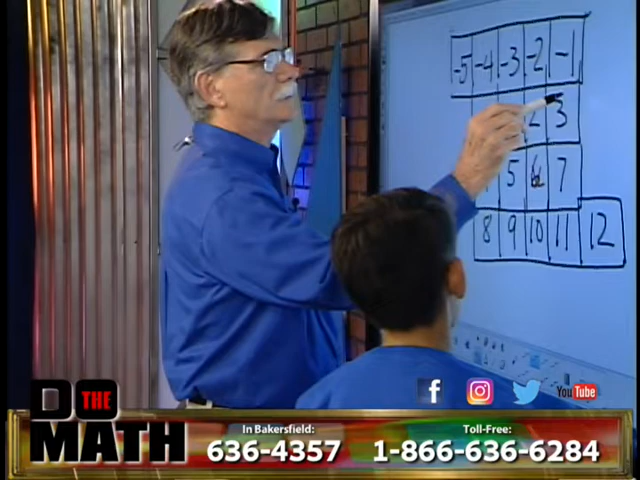 -5 -4 -3 -2 -1
2 3
5 6 7
8 9 10 11 12
DO THE MATH
In Bakersfield:
636-4357
Toll-Free:
1-866-636-6284
f
YouTube